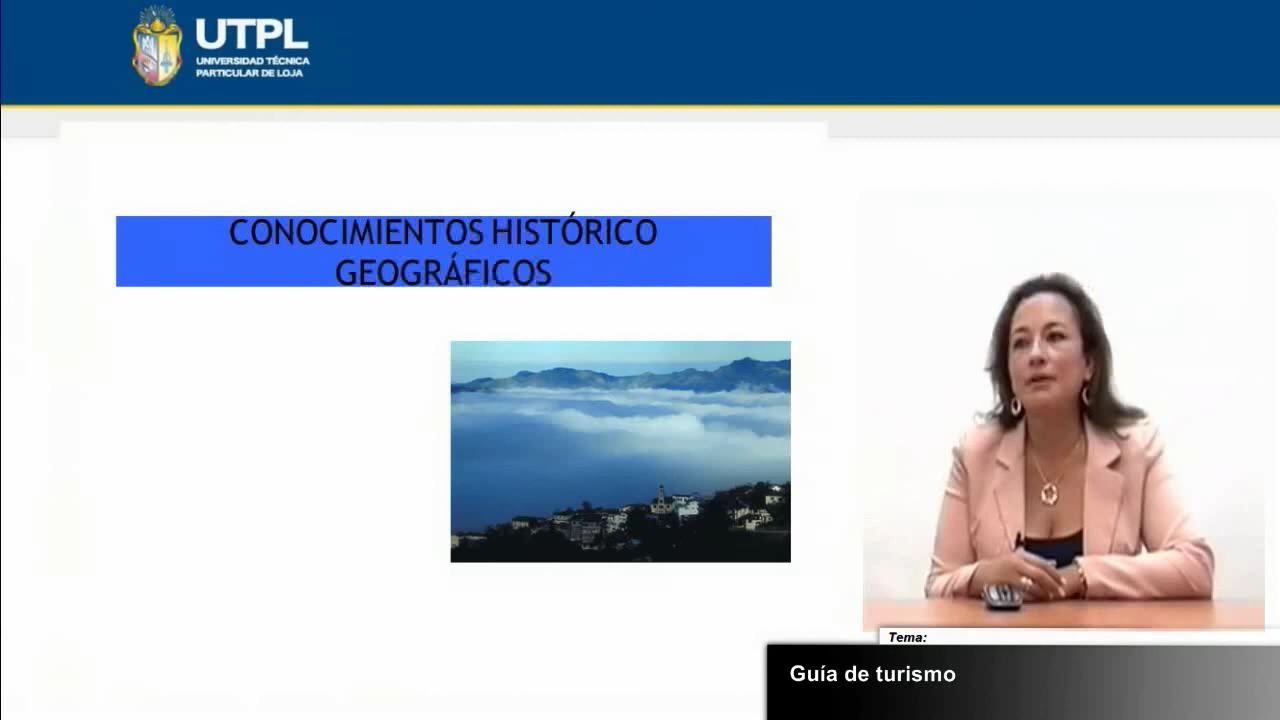 UTPL
UNIVERSIDAD TÉCNICA
PARTICULAR DE LOJA
CONOCIMIENTOS HISTÓRICO
GEOGRÁFICOS
Tema:
Guía de turismo